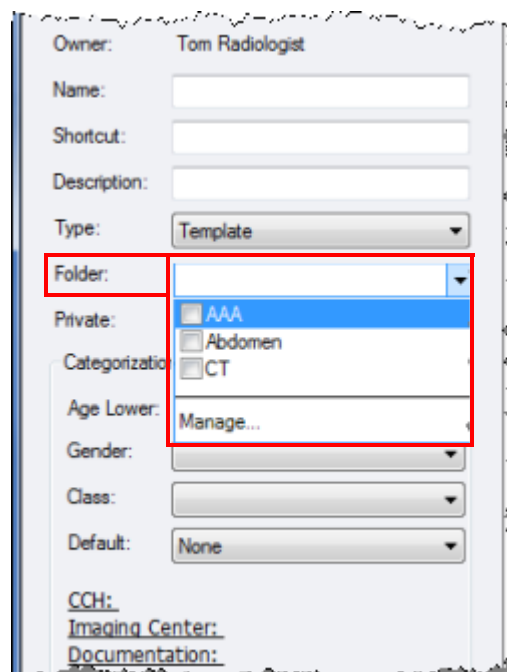 Owner: Tom Radiologist
Name:
Shortcut:
Description:
Type: Template
Folder:
AAA
Private:
Abdomen
Categorizatio
CT
Age Lower:
Manage...
Gender:
Class:
Default: None
CCH:
Imaging Center:
Documentation: